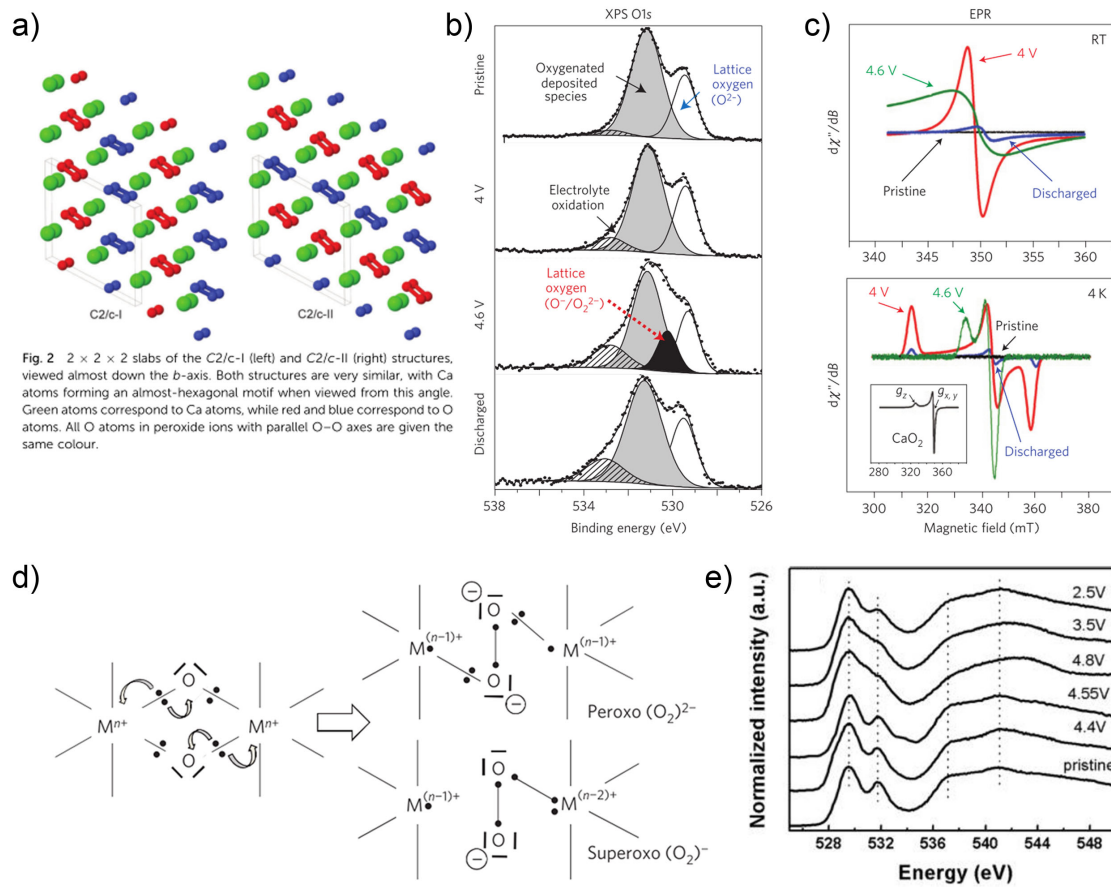 a)
C2/c-I
C2/c-II
Fig. 2 2 × 2 × 2 slabs of the C2/c-I (left) and C2/c-II (right) structures,
viewed almost down the b-axis. Both structures are very similar, with Ca
atoms forming an almost-hexagonal motif when viewed from this angle.
Green atoms correspond to Ca atoms, while red and blue correspond to O
atoms. All O atoms in peroxide ions with parallel O–O axes are given the
same colour.
b)
XPS O1s
Pristine
Oxygenated
deposited
species
Lattice
oxygen
(O²⁻)
4 V
Electrolyte
oxidation
4.6 V
Lattice
oxygen
(O⁻/O₂²⁻)
Discharged
538
536
534
532
530
528
526
Binding energy (eV)
c)
EPR
RT
4 V
4.6 V
dχ''/dB
Pristine
Discharged
340
345
350
355
360
4 K
4 V
4.6 V
Pristine
dχ''/dB
g_z
g_x, y
CaO₂
280
320
360
Discharged
300
320
340
360
380
Magnetic field (mT)
d)
O
Mⁿ⁺
Mⁿ⁺
O
O
M⁽ⁿ⁻¹⁾⁺
M⁽ⁿ⁻¹⁾⁺
O
Peroxo (O₂)²⁻
O
M⁽ⁿ⁻¹⁾⁺
M⁽ⁿ⁻²⁾⁺
O
Superoxo (O₂)⁻
e)
Normalized intensity (a.u.)
2.5V
3.5V
4.8V
4.55V
4.4V
pristine
528
532
536
540
544
548
Energy (eV)